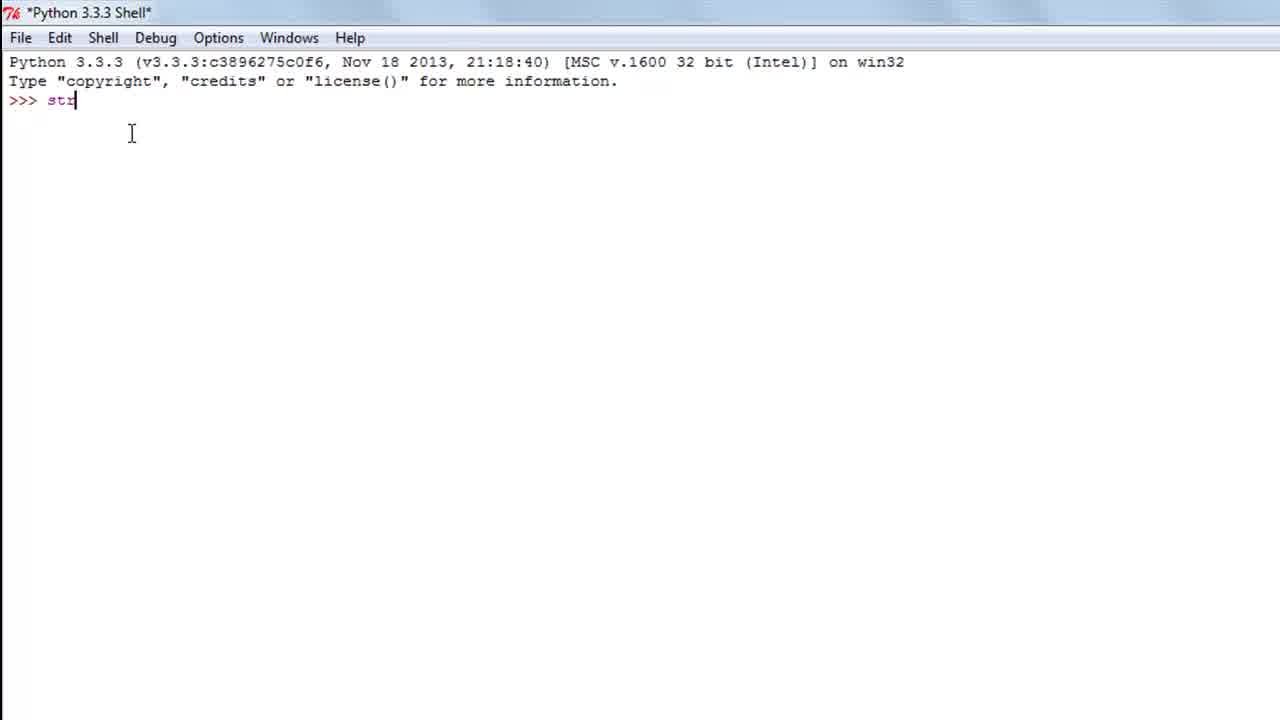 *Python 3.3.3 Shell*
File Edit Shell Debug Options Windows Help
Python 3.3.3 (v3.3.3:c3896275c0f6, Nov 18 2013, 21:18:40) [MSC v.1600 32 bit (Intel)] on win32
Type "copyright", "credits" or "license()" for more information.
>>> str